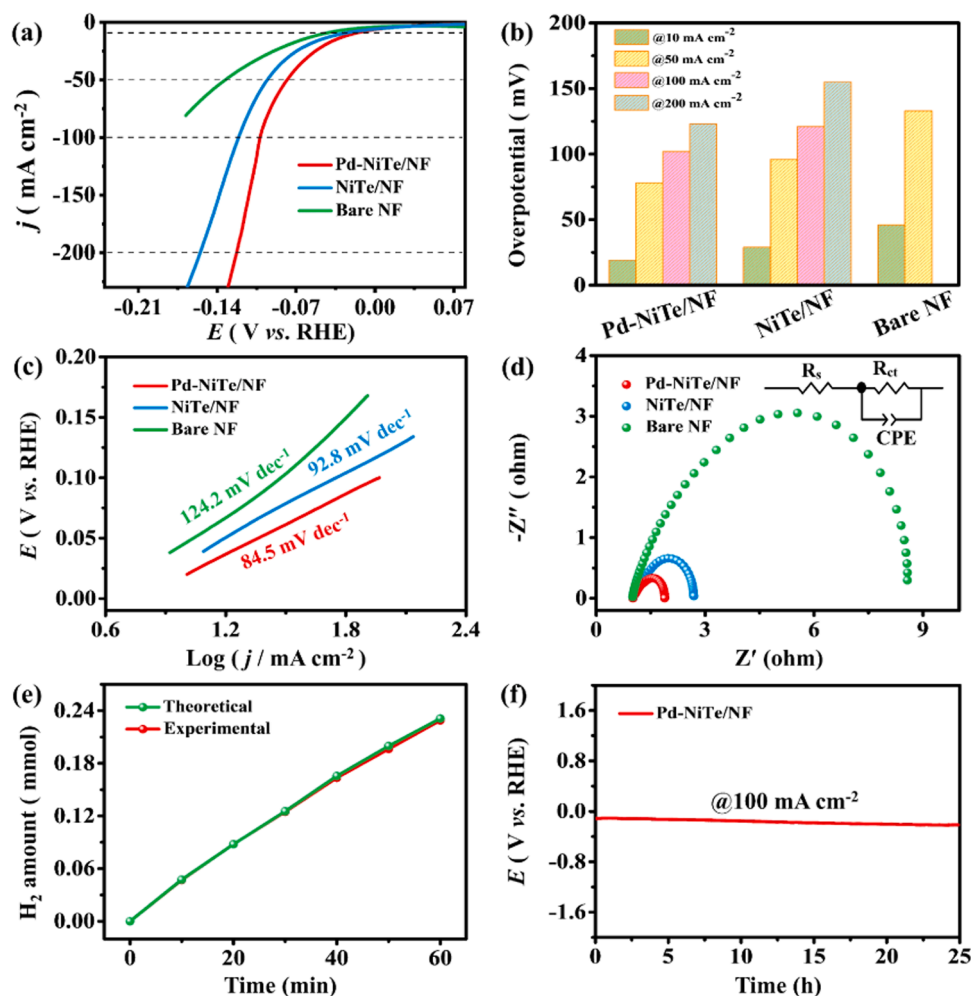 (a)
0
-50
-100
-150
-200
j ( mA cm-2 )
Pd-NiTe/NF
NiTe/NF
Bare NF
-0.21 -0.14 -0.07 0.00 0.07
E ( V vs. RHE)
(b)
200
150
100
50
0
Overpotential ( mV)
@10 mA cm-2
@50 mA cm-2
@100 mA cm-2
@200 mA cm-2
Pd-NiTe/NF NiTe/NF Bare NF
(c)
0.20
0.15
0.10
0.05
0.00
E ( V vs. RHE)
Pd-NiTe/NF
NiTe/NF
Bare NF
124.2 mV dec-1
92.8 mV dec-1
84.5 mV dec-1
0.6 1.2 1.8 2.4
Log ( j / mA cm-2 )
(d)
4
3
2
1
0
-Z″ ( ohm)
Pd-NiTe/NF
NiTe/NF
Bare NF
Rs Rct
CPE
0 3 6 9
Z′ (ohm)
(e)
0.24
0.18
0.12
0.06
0.00
H2 amount ( mmol)
Theoretical
Experimental
0 20 40 60
Time (min)
(f)
1.6
0.8
0.0
-0.8
-1.6
E ( V vs. RHE)
Pd-NiTe/NF
@100 mA cm-2
0 5 10 15 20 25
Time (h)